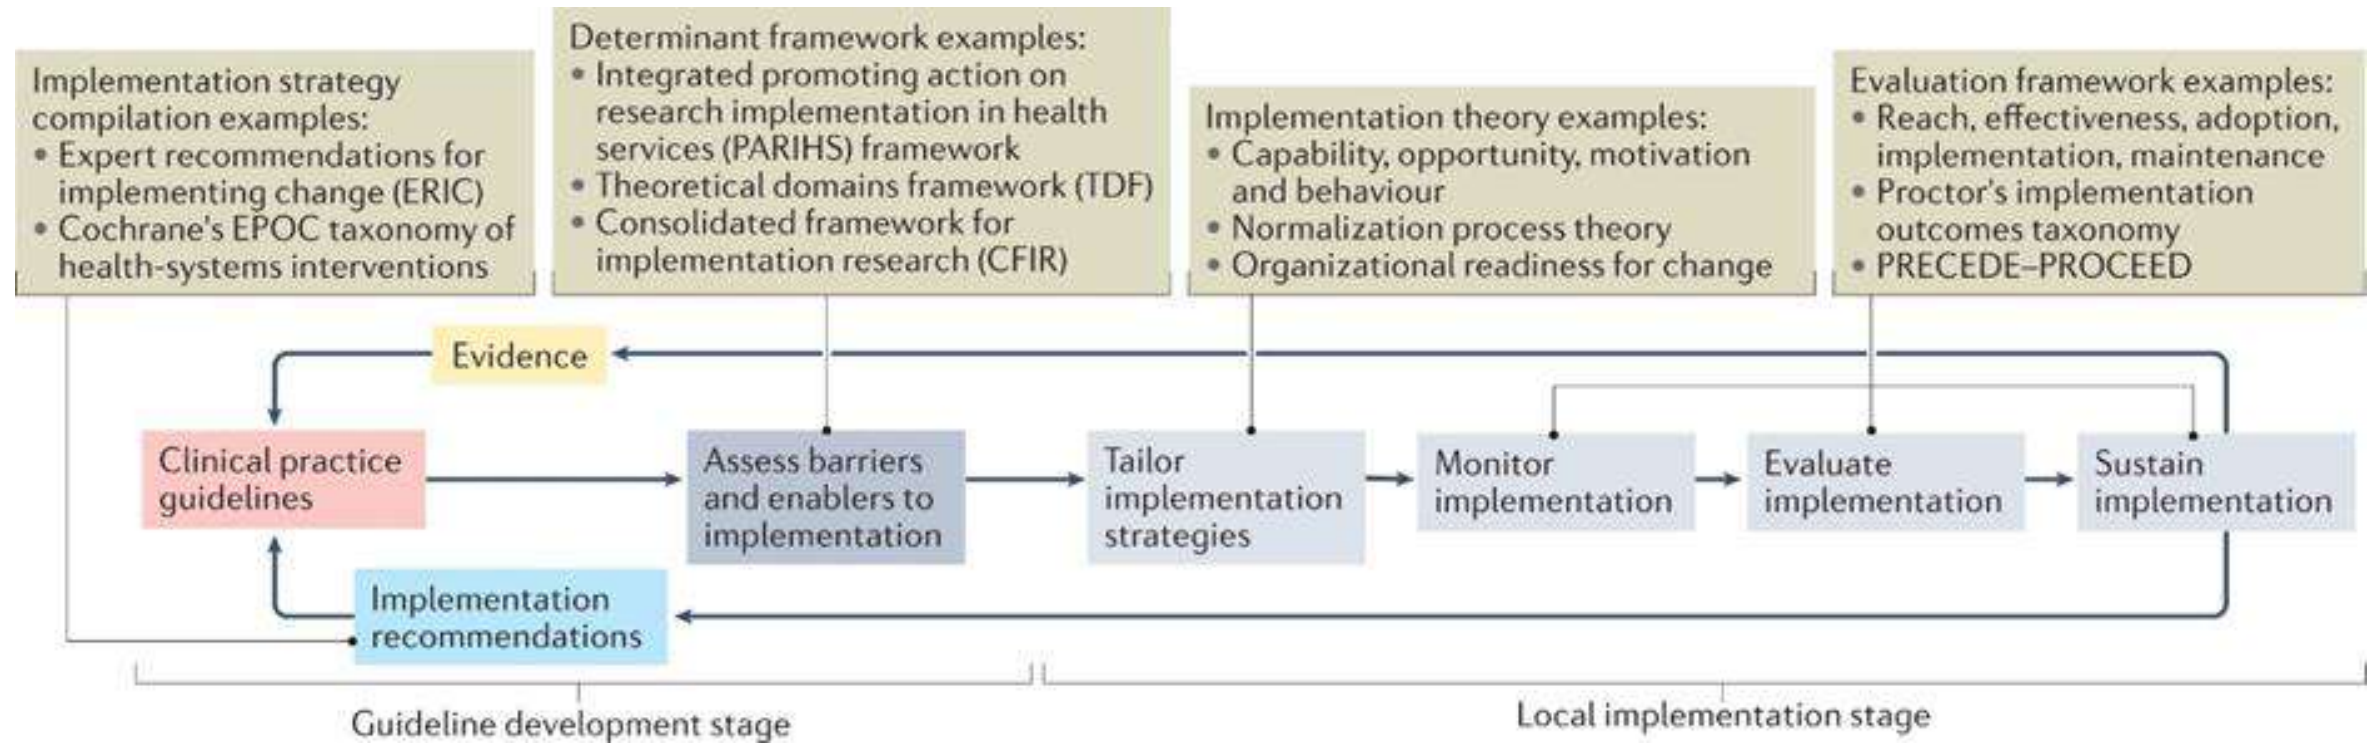 Implementation strategy
compilation examples:
• Expert recommendations for
implementing change (ERIC)
• Cochrane's EPOC taxonomy of
health-systems interventions
Determinant framework examples:
• Integrated promoting action on
research implementation in health
services (PARIHS) framework
• Theoretical domains framework (TDF)
• Consolidated framework for
implementation research (CFIR)
Implementation theory examples:
• Capability, opportunity, motivation
and behaviour
• Normalization process theory
• Organizational readiness for change
Evaluation framework examples:
• Reach, effectiveness, adoption,
implementation, maintenance
• Proctor's implementation
outcomes taxonomy
• PRECEDE–PROCEED
Evidence
Clinical practice
guidelines
Assess barriers
and enablers to
implementation
Tailor
implementation
strategies
Monitor
implementation
Evaluate
implementation
Sustain
implementation
Implementation
recommendations
Guideline development stage
Local implementation stage